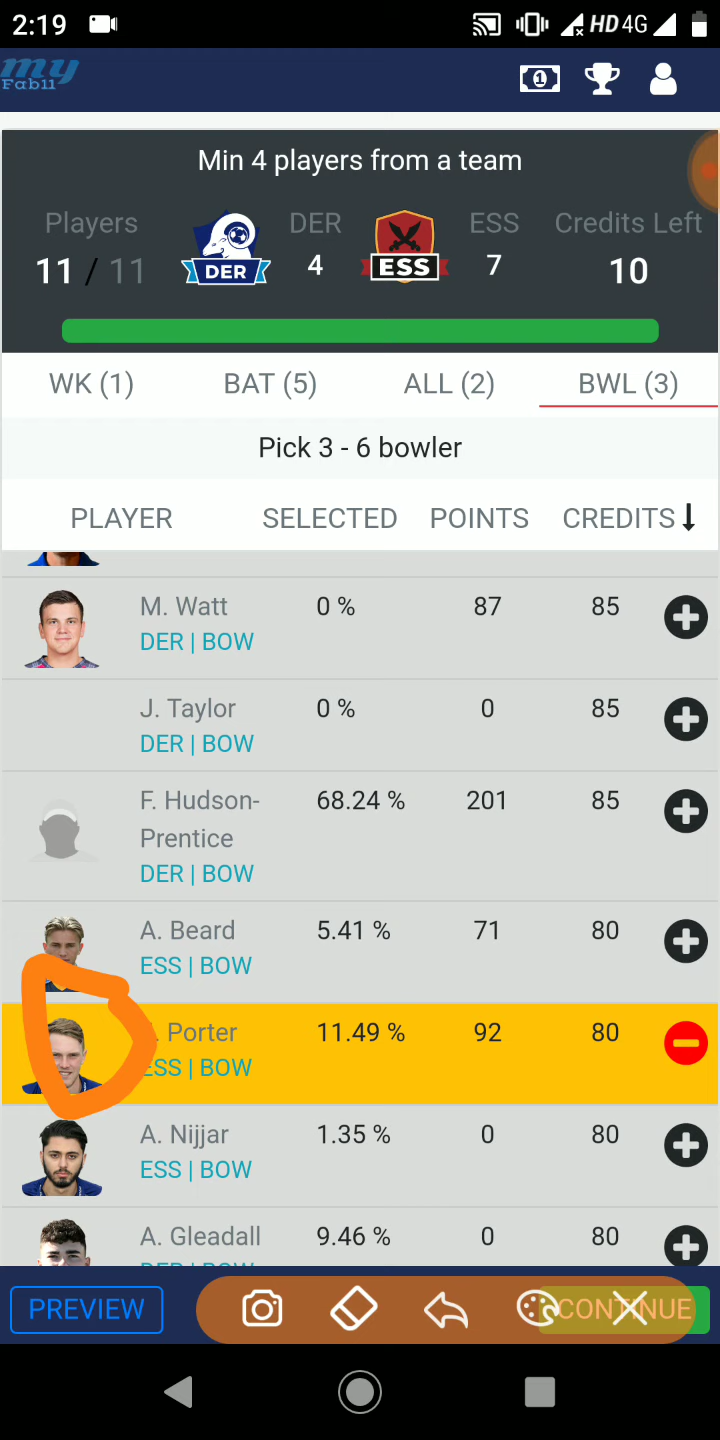 2:19 HD 4G
my
Fab11
Min 4 players from a team
Players DER ESS Credits Left
11 / 11 DER 4 ESS 7 10
WK (1) BAT (5) ALL (2) BWL (3)
Pick 3 - 6 bowler
PLAYER SELECTED POINTS CREDITS
M. Watt 0 % 87 85
DER | BOW
J. Taylor 0 % 0 85
DER | BOW
F. Hudson- 68.24 % 201 85
Prentice
DER | BOW
A. Beard 5.41 % 71 80
ESS | BOW
Porter 11.49 % 92 80
ESS | BOW
A. Nijjar 1.35 % 0 80
ESS | BOW
A. Gleadall 9.46 % 0 80
PREVIEW CONTINUE